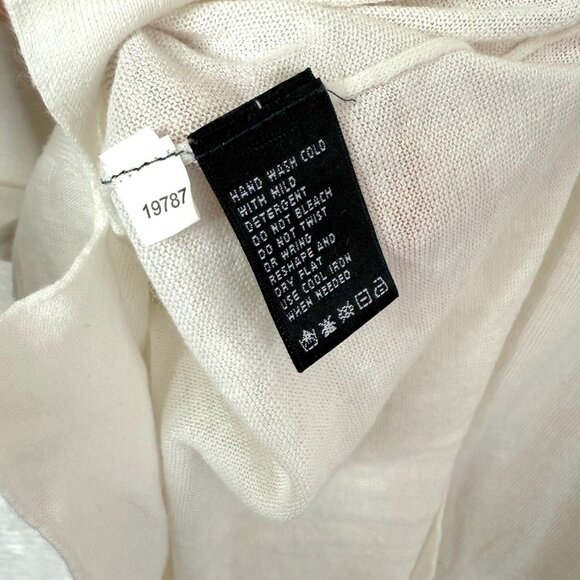 19787
HAND WASH COLD
WITH MILD
DETERGENT
DO NOT BLEACH
DO NOT TWIST
OR WRING
RESHAPE AND
DRY FLAT
USE COOL IRON
WHEN NEEDED